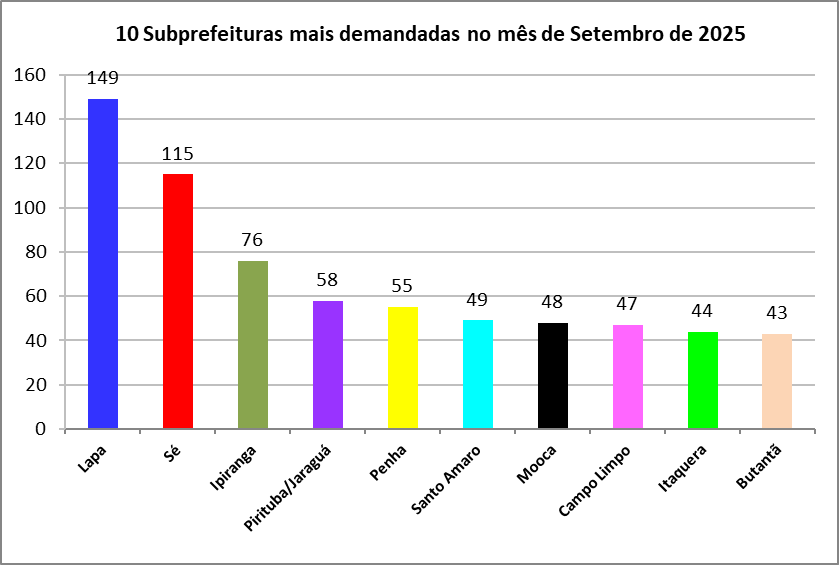 10 Subprefeituras mais demandadas no mês de Setembro de 2025
160
140
120
100
80
60
40
20
0
149
115
76
58
55
49
48
47
44
43
Lapa
Sé
Ipiranga
Pirituba/Jaraguá
Penha
Santo Amaro
Mooca
Campo Limpo
Itaquera
Butantã